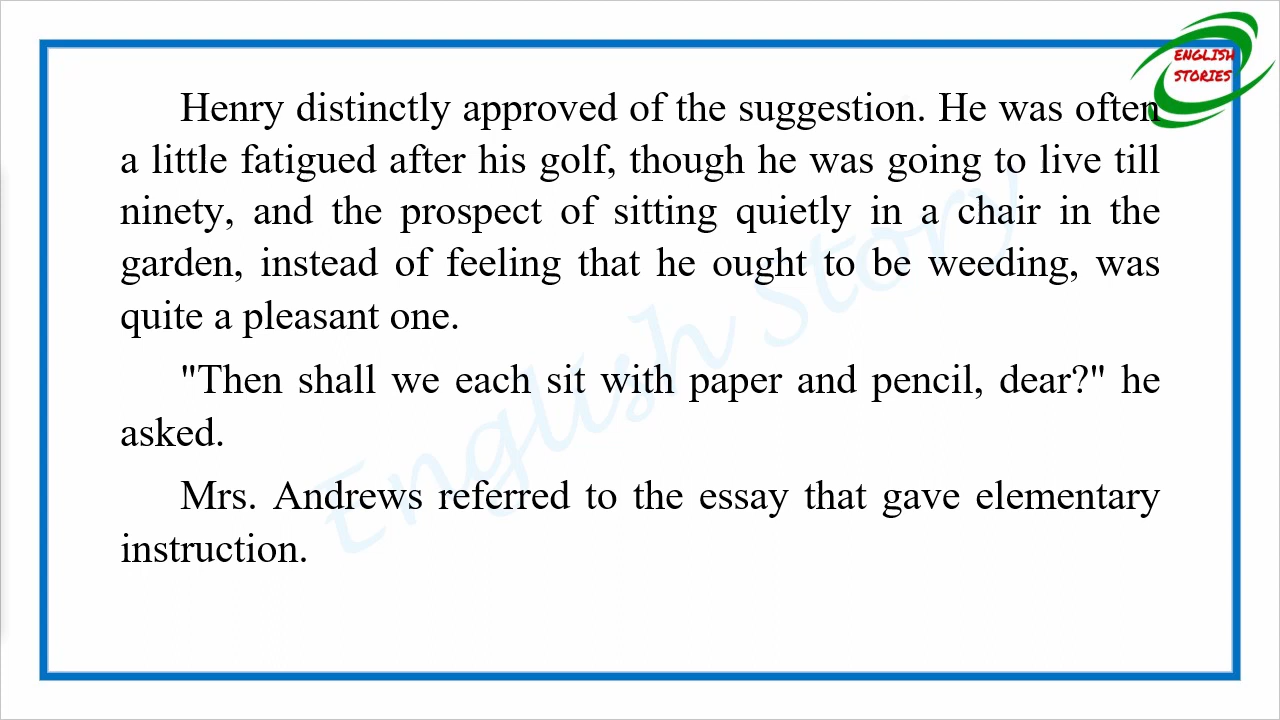 ENGLISH
STORIES
Henry distinctly approved of the suggestion. He was often
a little fatigued after his golf, though he was going to live till
ninety, and the prospect of sitting quietly in a chair in the
garden, instead of feeling that he ought to be weeding, was
quite a pleasant one.
"Then shall we each sit with paper and pencil, dear?" he
asked.
Mrs. Andrews referred to the essay that gave elementary
instruction.
English Story